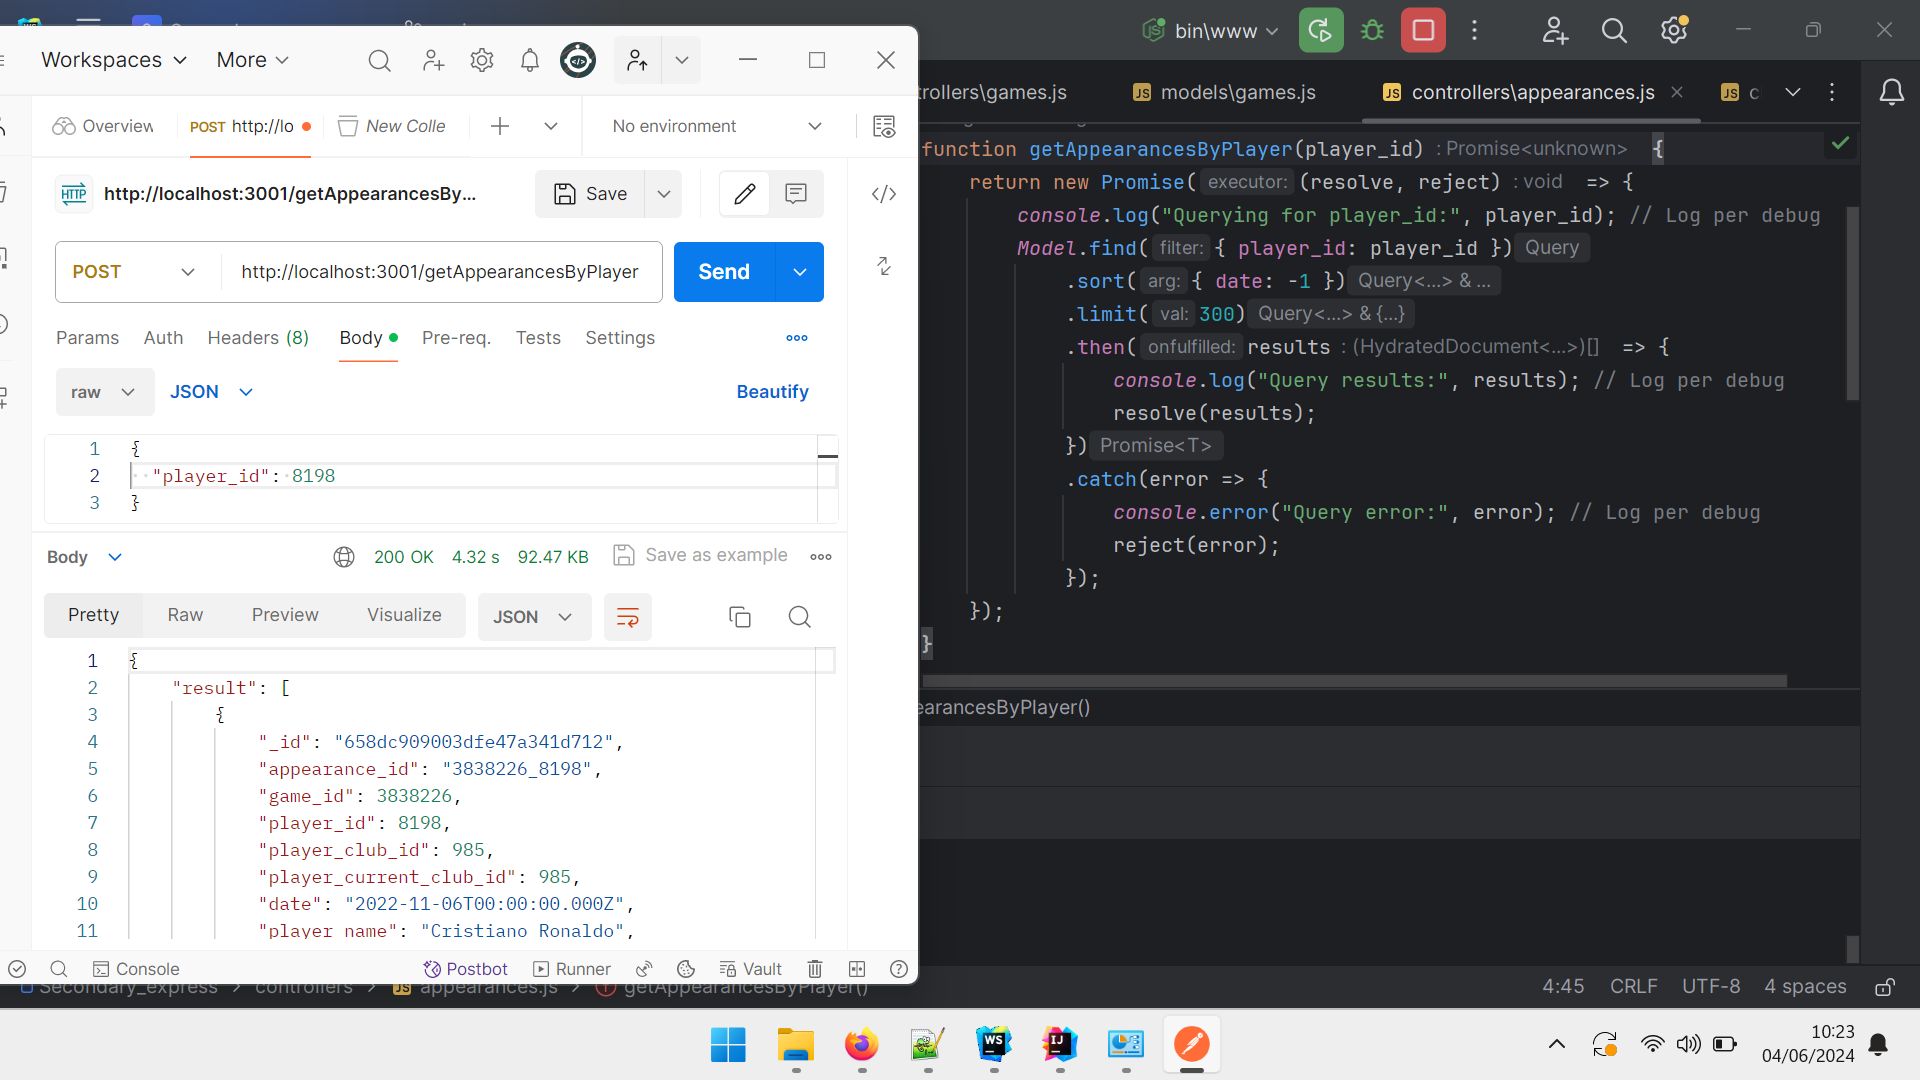 Workspaces More
bin\www
Overview POST http://lo New Colle No environment
trollers\games.js models\games.js controllers\appearances.js
http://localhost:3001/getAppearancesBy... Save
POST http://localhost:3001/getAppearancesByPlayer Send
Params Auth Headers (8) Body Pre-req. Tests Settings
raw JSON Beautify
1 {
2 "player_id": 8198
3 }
Body 200 OK 4.32 s 92.47 KB Save as example
Pretty Raw Preview Visualize JSON
1 {
2 "result": [
3 {
4 "_id": "658dc909003dfe47a341d712",
5 "appearance_id": "3838226_8198",
6 "game_id": 3838226,
7 "player_id": 8198,
8 "player_club_id": 985,
9 "player_current_club_id": 985,
10 "date": "2022-11-06T00:00:00.000Z",
11 "player_name": "Cristiano Ronaldo",
Console Postbot Runner Vault
function getAppearancesByPlayer(player_id) : Promise<unknown> {
return new Promise( executor: (resolve, reject) : void => {
console.log("Querying for player_id:", player_id); // Log per debug
Model.find( filter: { player_id: player_id }) Query
.sort( arg: { date: -1 }) Query<...> & ...
.limit( val: 300) Query<...> & {...}
.then( onfulfilled: results : (HydratedDocument<...>)[] => {
console.log("Query results:", results); // Log per debug
resolve(results);
}) Promise<T>
.catch(error => {
console.error("Query error:", error); // Log per debug
reject(error);
});
});
}
earancesByPlayer()
Secondary_express > controllers > JS appearances.js > getAppearancesByPlayer()
4:45 CRLF UTF-8 4 spaces
10:23
04/06/2024